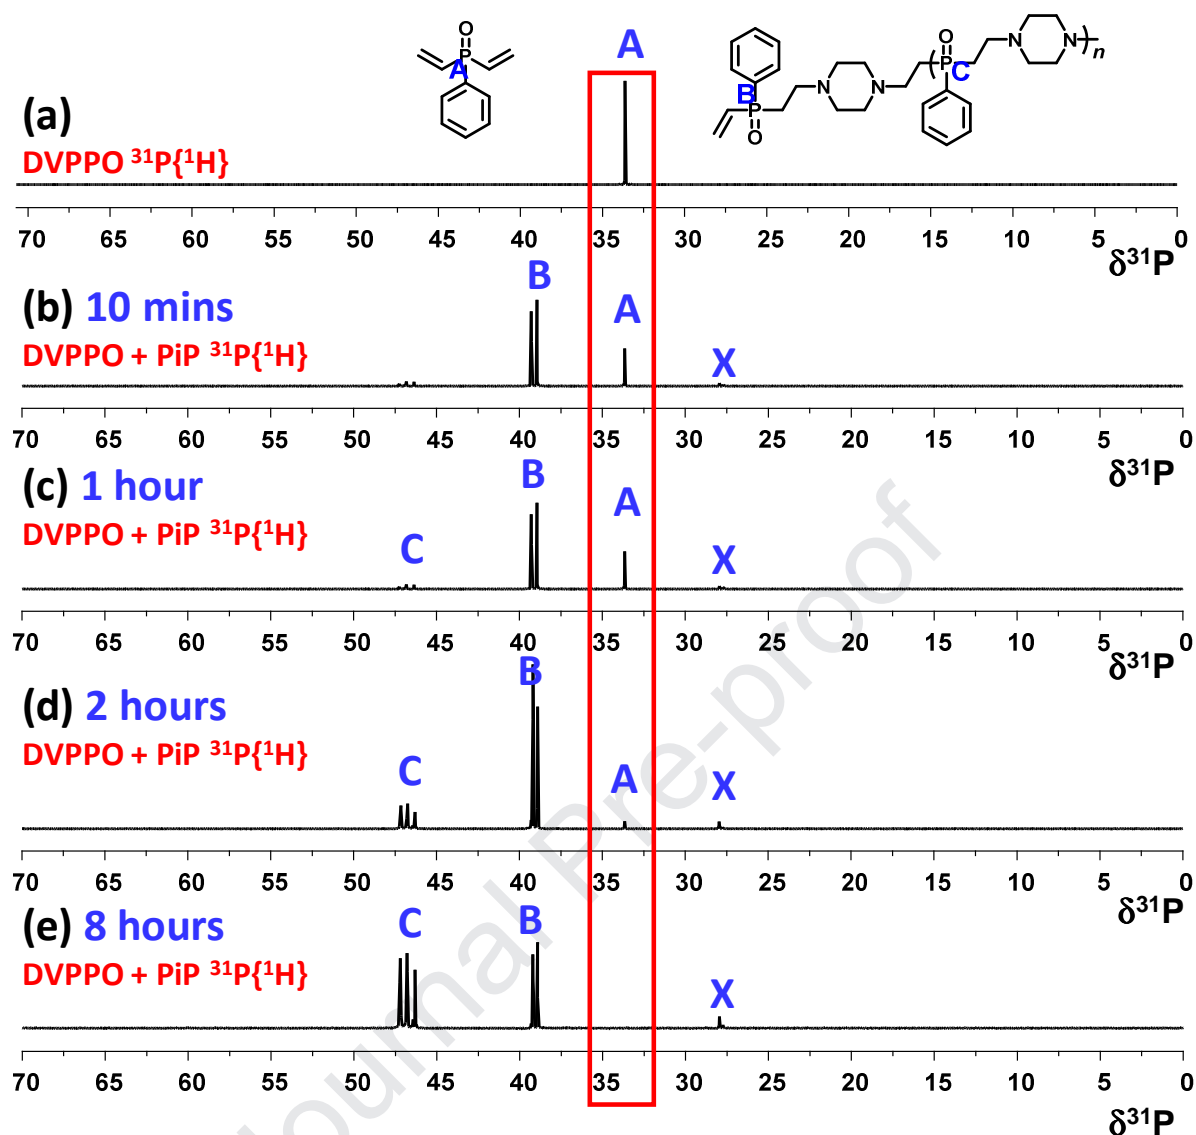 O
P
A
A
O
P
B
N
N
O
P
C
N
N
n
(a)
DVPPO ³¹P{¹H}
70 65 60 55 50 45 40 35 30 25 20 15 10 5 0
δ³¹P
(b) 10 mins
B
A
X
DVPPO + PiP ³¹P{¹H}
70 65 60 55 50 45 40 35 30 25 20 15 10 5 0
δ³¹P
(c) 1 hour
C
B
A
X
DVPPO + PiP ³¹P{¹H}
70 65 60 55 50 45 40 35 30 25 20 15 10 5 0
δ³¹P
(d) 2 hours
C
B
A
X
DVPPO + PiP ³¹P{¹H}
70 65 60 55 50 45 40 35 30 25 20 15 10 5 0
δ³¹P
(e) 8 hours
C
B
X
DVPPO + PiP ³¹P{¹H}
70 65 60 55 50 45 40 35 30 25 20 15 10 5 0
δ³¹P
Journal Pre-proof